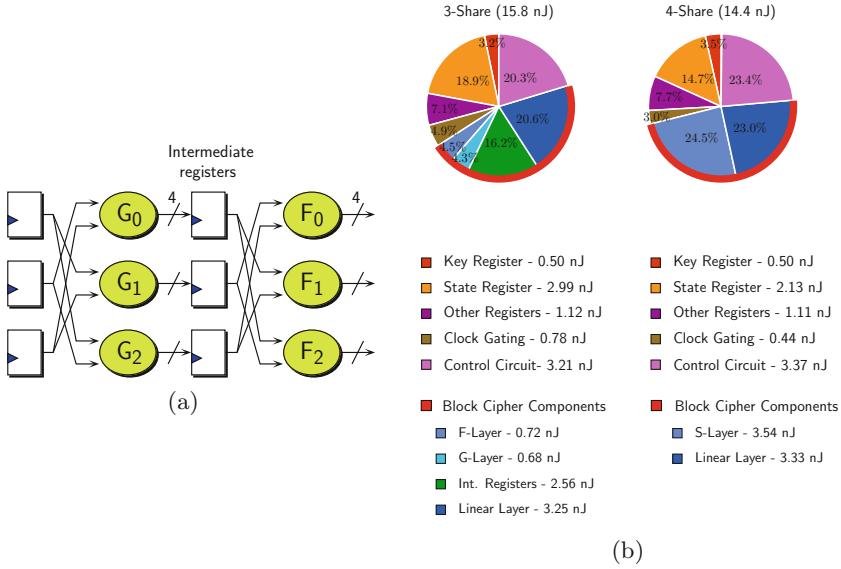 Intermediate
registers
4
4
G0
F0
G1
F1
G2
F2
(a)
3-Share (15.8 nJ)
3.2%
20.3%
18.9%
7.1%
4.9%
4.5%
4.3%
16.2%
20.6%
Key Register - 0.50 nJ
State Register - 2.99 nJ
Other Registers - 1.12 nJ
Clock Gating - 0.78 nJ
Control Circuit- 3.21 nJ
Block Cipher Components
F-Layer - 0.72 nJ
G-Layer - 0.68 nJ
Int. Registers - 2.56 nJ
Linear Layer - 3.25 nJ
4-Share (14.4 nJ)
3.5%
23.4%
14.7%
7.7%
3.0%
24.5%
23.0%
Key Register - 0.50 nJ
State Register - 2.13 nJ
Other Registers - 1.11 nJ
Clock Gating - 0.44 nJ
Control Circuit - 3.37 nJ
Block Cipher Components
S-Layer - 3.54 nJ
Linear Layer - 3.33 nJ
(b)